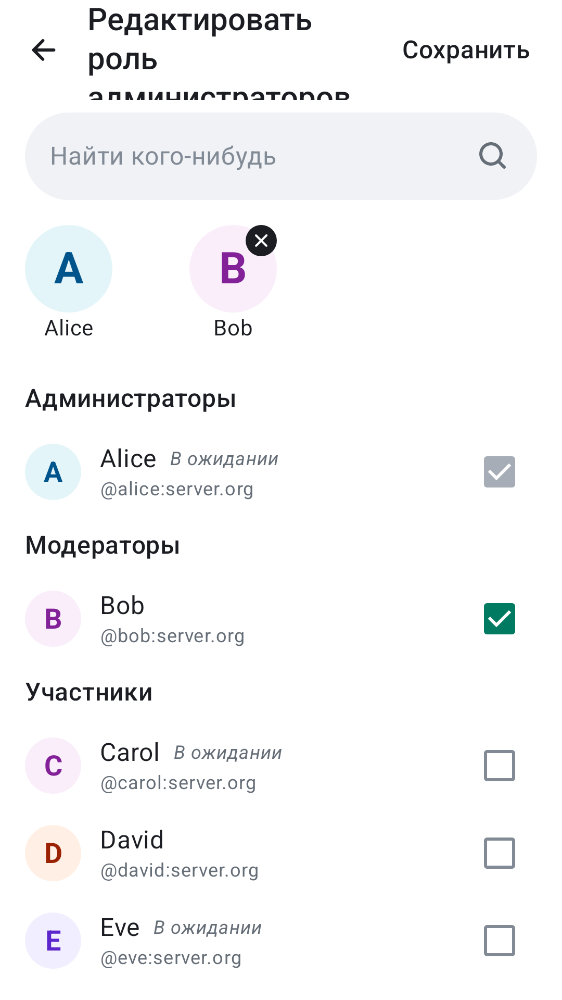 Редактировать
роль
администраторов
Сохранить
Найти кого-нибудь
A
B
Alice
Bob
Администраторы
A
Alice В ожидании
@alice:server.org
Модераторы
B
Bob
@bob:server.org
Участники
C
Carol В ожидании
@carol:server.org
D
David
@david:server.org
E
Eve В ожидании
@eve:server.org